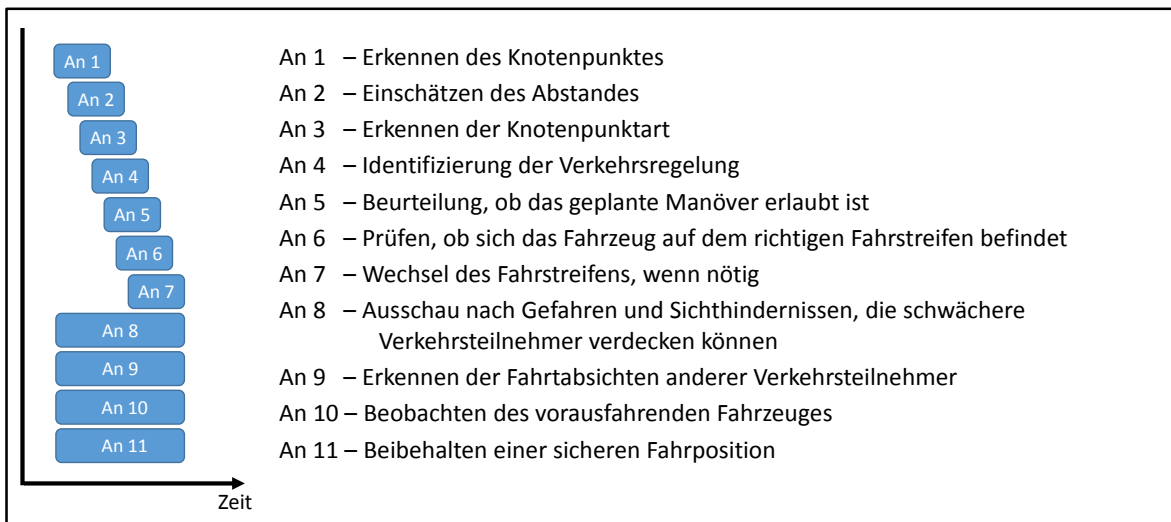 An 1
An 2
An 3
An 4
An 5
An 6
An 7
An 8
An 9
An 10
An 11
Zeit
An 1 – Erkennen des Knotenpunktes
An 2 – Einschätzen des Abstandes
An 3 – Erkennen der Knotenpunktart
An 4 – Identifizierung der Verkehrsregelung
An 5 – Beurteilung, ob das geplante Manöver erlaubt ist
An 6 – Prüfen, ob sich das Fahrzeug auf dem richtigen Fahrstreifen befindet
An 7 – Wechsel des Fahrstreifens, wenn nötig
An 8 – Ausschau nach Gefahren und Sichthindernissen, die schwächere
Verkehrsteilnehmer verdecken können
An 9 – Erkennen der Fahrtabsichten anderer Verkehrsteilnehmer
An 10 – Beobachten des vorausfahrenden Fahrzeuges
An 11 – Beibehalten einer sicheren Fahrposition